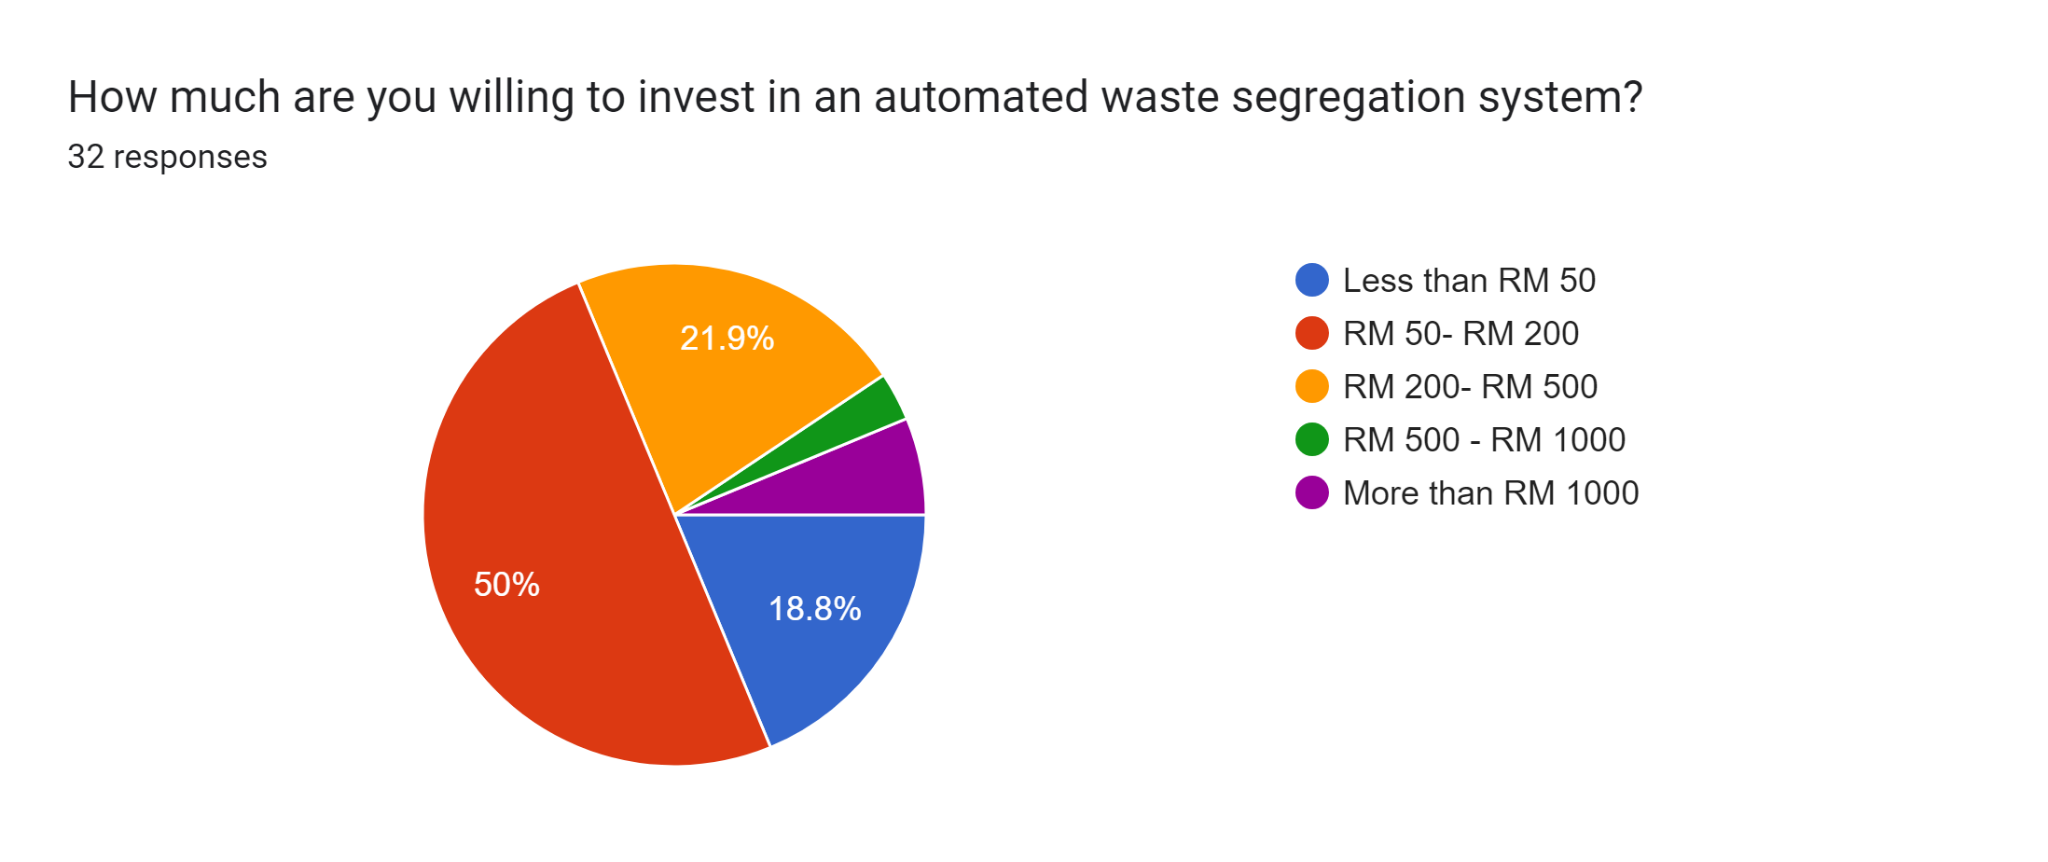 How much are you willing to invest in an automated waste segregation system?
32 responses
21.9%
50%
18.8%
Less than RM 50
RM 50- RM 200
RM 200- RM 500
RM 500 - RM 1000
More than RM 1000